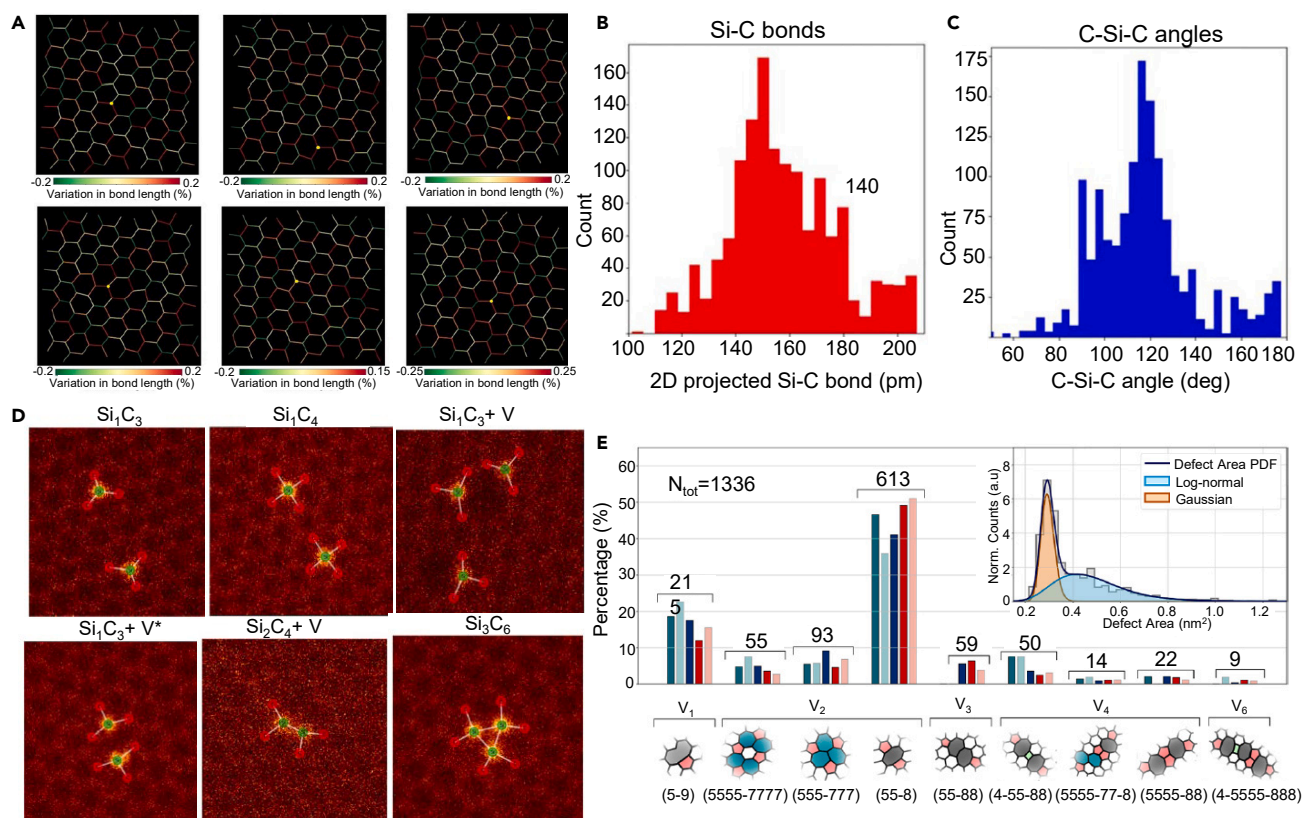 A
-0.2 0.2
Variation in bond length (%)
-0.2 0.2
Variation in bond length (%)
-0.2 0.2
Variation in bond length (%)
-0.2 0.2
Variation in bond length (%)
-0.2 0.15
Variation in bond length (%)
-0.25 0.25
Variation in bond length (%)
B
Si-C bonds
Count
160
140
120
100
80
60
40
20
140
100 120 140 160 180 200
2D projected Si-C bond (pm)
C
C-Si-C angles
Count
175
150
125
100
75
50
25
60 80 100 120 140 160 180
C-Si-C angle (deg)
D
Si₁C₃
Si₁C₄
Si₁C₃+ V
Si₁C₃+ V*
Si₂C₄+ V
Si₃C₆
E
Percentage (%)
60
50
40
30
20
10
0
Nₜₒₜ=1336
21
5
55
93
613
59
50
14
22
9
Norm. Counts (a.u)
8
6
4
2
0
0.2 0.4 0.6 0.8 1.0 1.2
Defect Area (nm²)
Defect Area PDF
Log-normal
Gaussian
V₁ V₂ V₃ V₄ V₆
(5-9) (5555-7777) (555-777) (55-8) (55-88) (4-55-88) (5555-77-8) (5555-88) (4-5555-888)